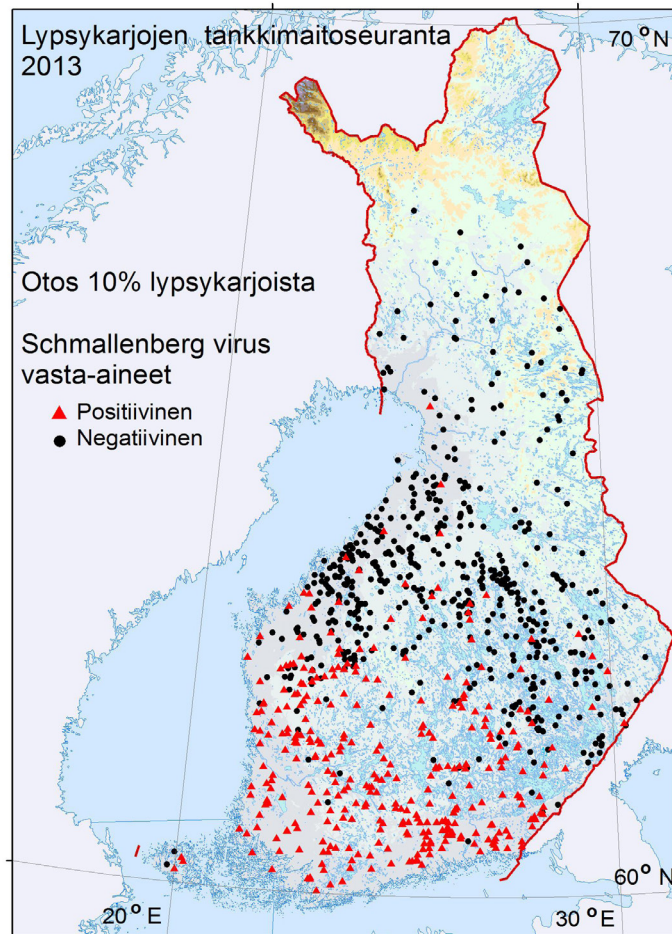 Lypsykarjojen tankkimaitoseuranta
2013
70 °N
Otos 10% lypsykarjoista
Schmallenberg virus
vasta-aineet
Positiivinen
Negatiivinen
60 °N
20 °E
30 °E